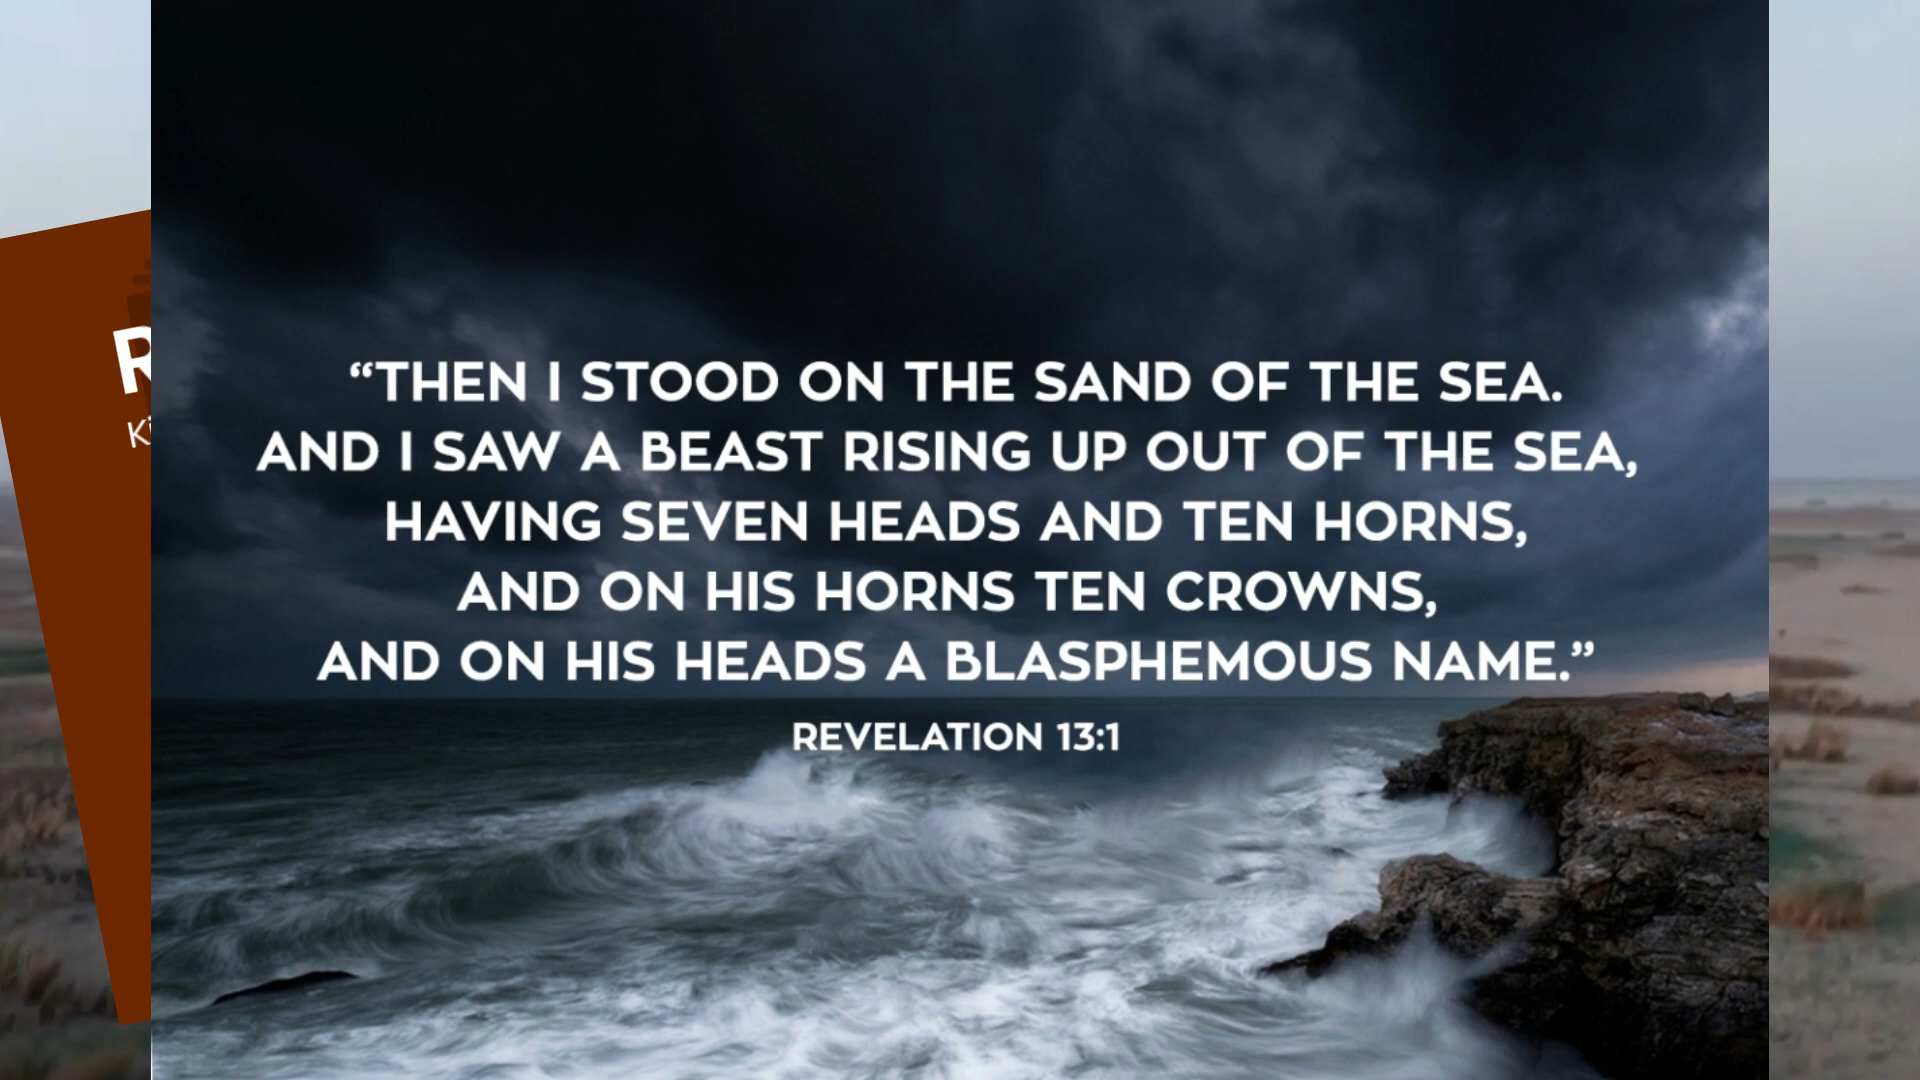 “THEN I STOOD ON THE SAND OF THE SEA.
AND I SAW A BEAST RISING UP OUT OF THE SEA,
HAVING SEVEN HEADS AND TEN HORNS,
AND ON HIS HORNS TEN CROWNS,
AND ON HIS HEADS A BLASPHEMOUS NAME.”
REVELATION 13:1